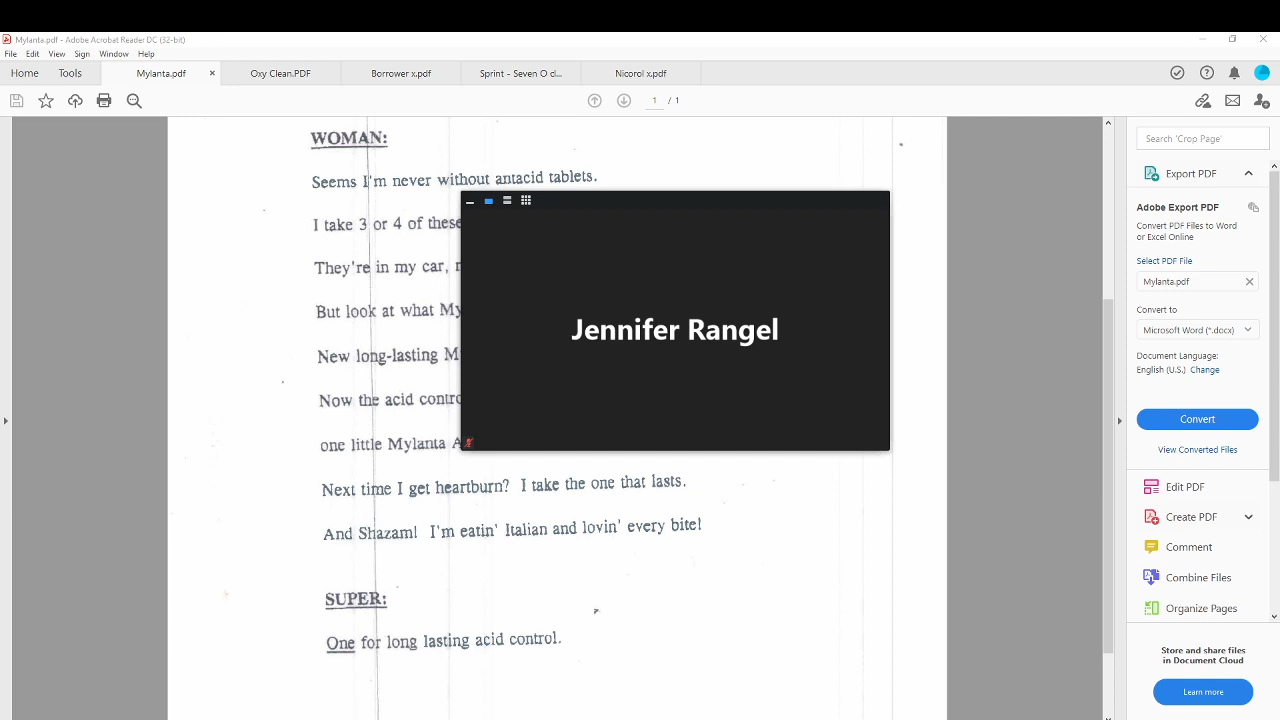 Mylanta.pdf - Adobe Acrobat Reader DC (32-bit)
File Edit View Sign Window Help
Home Tools Mylanta.pdf × Oxy Clean.PDF Borrower x.pdf Sprint - Seven O cl... Nicorol x.pdf
1 / 1
WOMAN:
Seems I'm never without antacid tablets.
I take 3 or 4 of these
They're in my car,
But look at what My
New long-lasting M
Now the acid contro
one little Mylanta A
Next time I get heartburn? I take the one that lasts.
And Shazam! I'm eatin' Italian and lovin' every bite!
SUPER:
One for long lasting acid control.
Jennifer Rangel
Search 'Crop Page'
Export PDF
Adobe Export PDF
Convert PDF Files to Word
or Excel Online
Select PDF File
Mylanta.pdf
Convert to
Microsoft Word (*.docx)
Document Language:
English (U.S.) Change
Convert
View Converted Files
Edit PDF
Create PDF
Comment
Combine Files
Organize Pages
Store and share files
in Document Cloud
Learn more